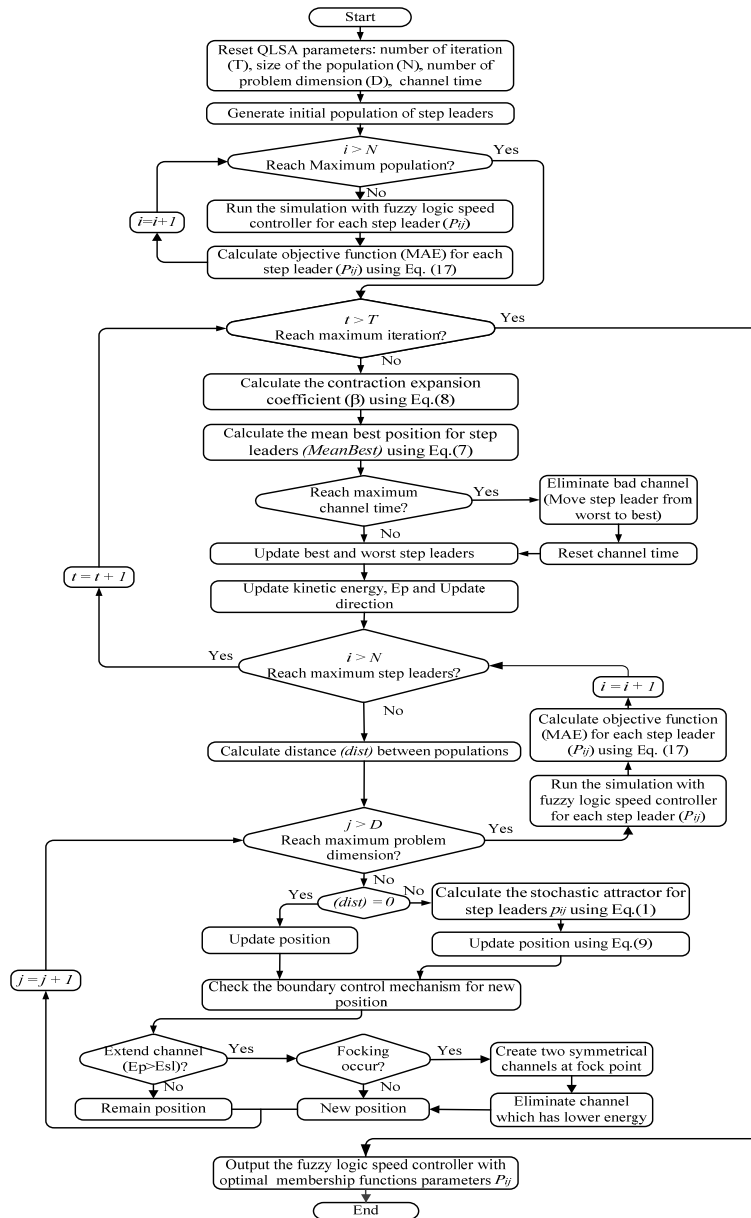 Start
Reset QLSA parameters: number of iteration
(T), size of the population (N), number of
problem dimension (D), channel time
Generate initial population of step leaders
i > N
Reach Maximum population?
Yes
No
Run the simulation with fuzzy logic speed
controller for each step leader (Pij)
i=i+1
Calculate objective function (MAE) for each
step leader (Pij) using Eq. (17)
t > T
Reach maximum iteration?
Yes
No
Calculate the contraction expansion
coefficient (β) using Eq.(8)
Calculate the mean best position for step
leaders (MeanBest) using Eq.(7)
Reach maximum
channel time?
Yes
No
Eliminate bad channel
(Move step leader from
worst to best)
Reset channel time
Update best and worst step leaders
t = t + 1
Update kinetic energy, Ep and Update
direction
i > N
Reach maximum step leaders?
Yes
No
i = i + 1
Calculate objective function
(MAE) for each step leader
(Pij) using Eq. (17)
Calculate distance (dist) between populations
Run the simulation with
fuzzy logic speed controller
for each step leader (Pij)
j > D
Reach maximum problem
dimension?
Yes
No
(dist) = 0
Yes
No
Calculate the stochastic attractor for
step leaders pij using Eq.(1)
Update position
Update position using Eq.(9)
j = j + 1
Check the boundary control mechanism for new
position
Extend channel
(Ep>Esl)?
Yes
No
Focking
occur?
Yes
No
Create two symmetrical
channels at fock point
Remain position
New position
Eliminate channel
which has lower energy
Output the fuzzy logic speed controller with
optimal membership functions parameters Pij
End